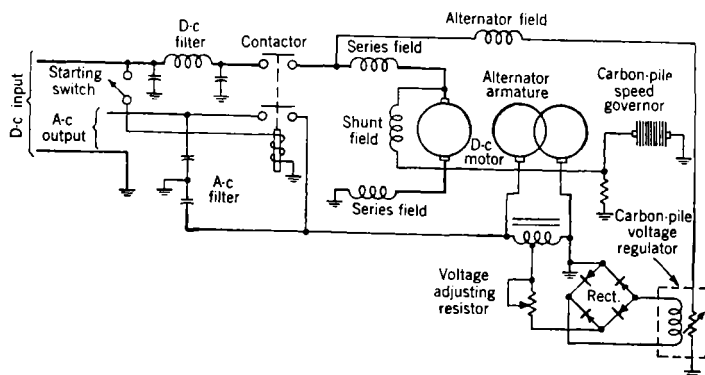 D-c
filter
Contactor
Alternator field
Series field
Starting
switch
D-c input
A-c
output
Alternator
armature
Carbon-pile
speed
governor
Shunt
field
D-c
motor
A-c
filter
Series field
Carbon-pile
voltage
regulator
Voltage
adjusting
resistor
Rect.